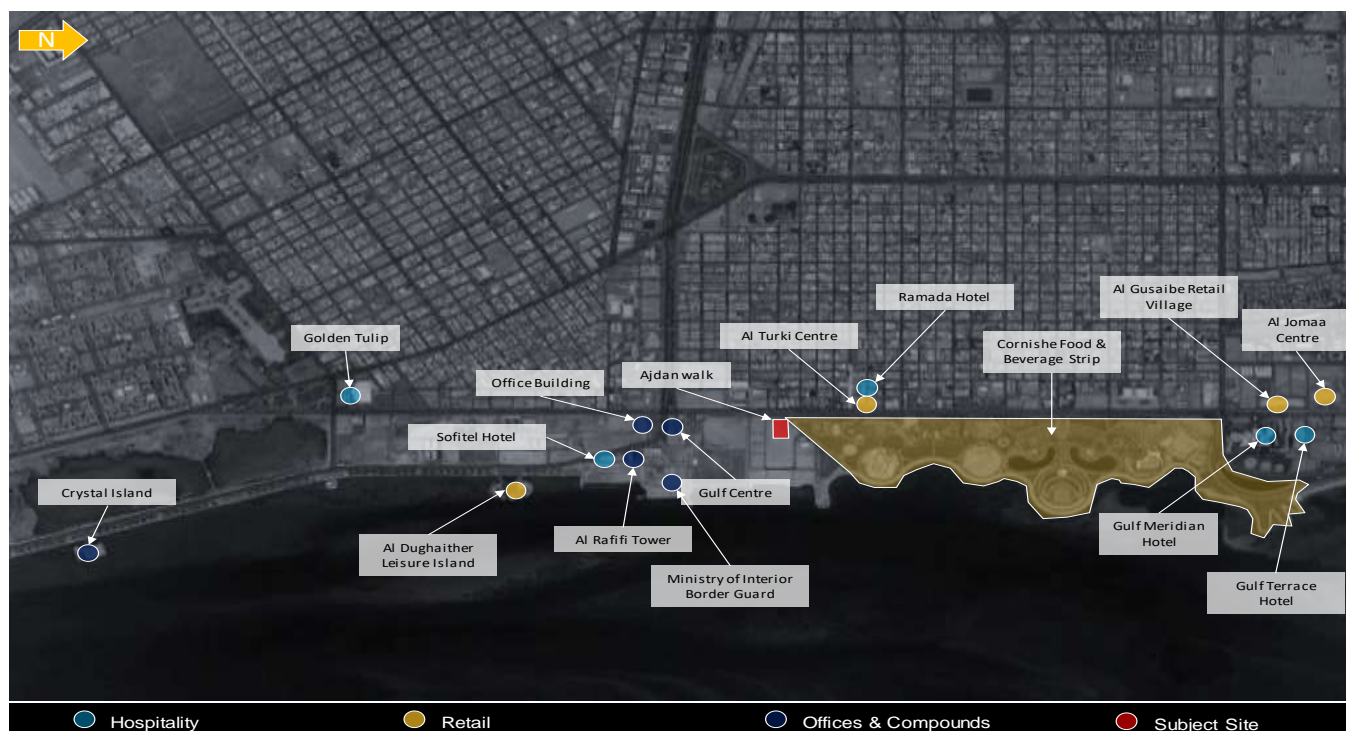 N
Ramada Hotel
Al Gusaibe Retail
Village
Al Jomaa
Centre
Al Turki Centre
Cornishe Food &
Beverage Strip
Golden Tulip
Ajdan walk
Office Building
Sofitel Hotel
Crystal Island
Gulf Centre
Al Dughaither
Leisure Island
Al Rafifi Tower
Gulf Meridian
Hotel
Ministry of Interior
Border Guard
Gulf Terrace
Hotel
Hospitality
Retail
Offices & Compounds
Subject Site